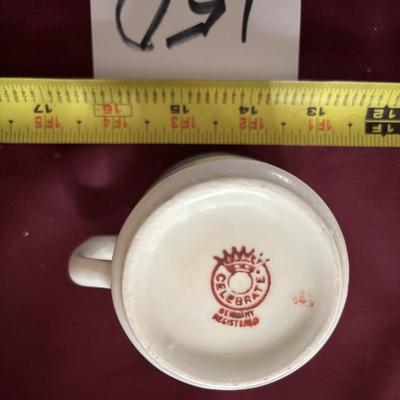 150
17 1F5 16 1F4 15 1F3 14 1F2 13 1F1 12 1F
CELEBRATE
GERMANY
REGISTERED